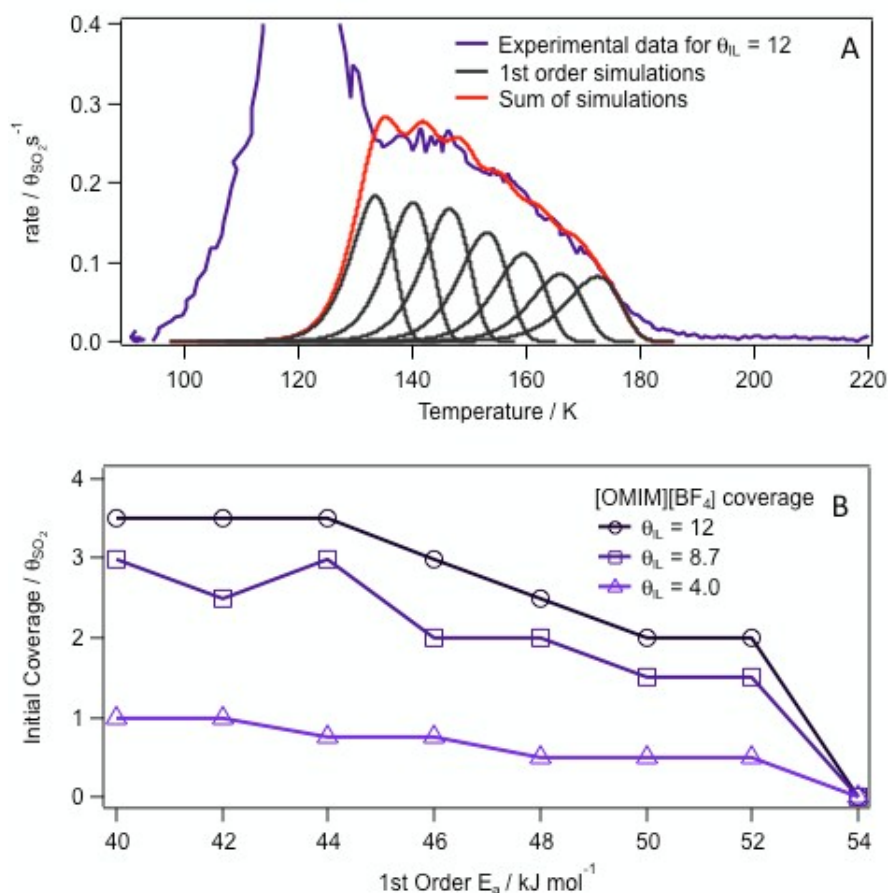 0.4
0.3
0.2
0.1
0.0
rate / θSO2s-1
Experimental data for θIL = 12
1st order simulations
Sum of simulations
A
100 120 140 160 180 200 220
Temperature / K
4
3
2
1
0
Initial Coverage / θSO2
[OMIM][BF4] coverage
B
θIL = 12
θIL = 8.7
θIL = 4.0
40 42 44 46 48 50 52 54
1st Order Ea / kJ mol-1